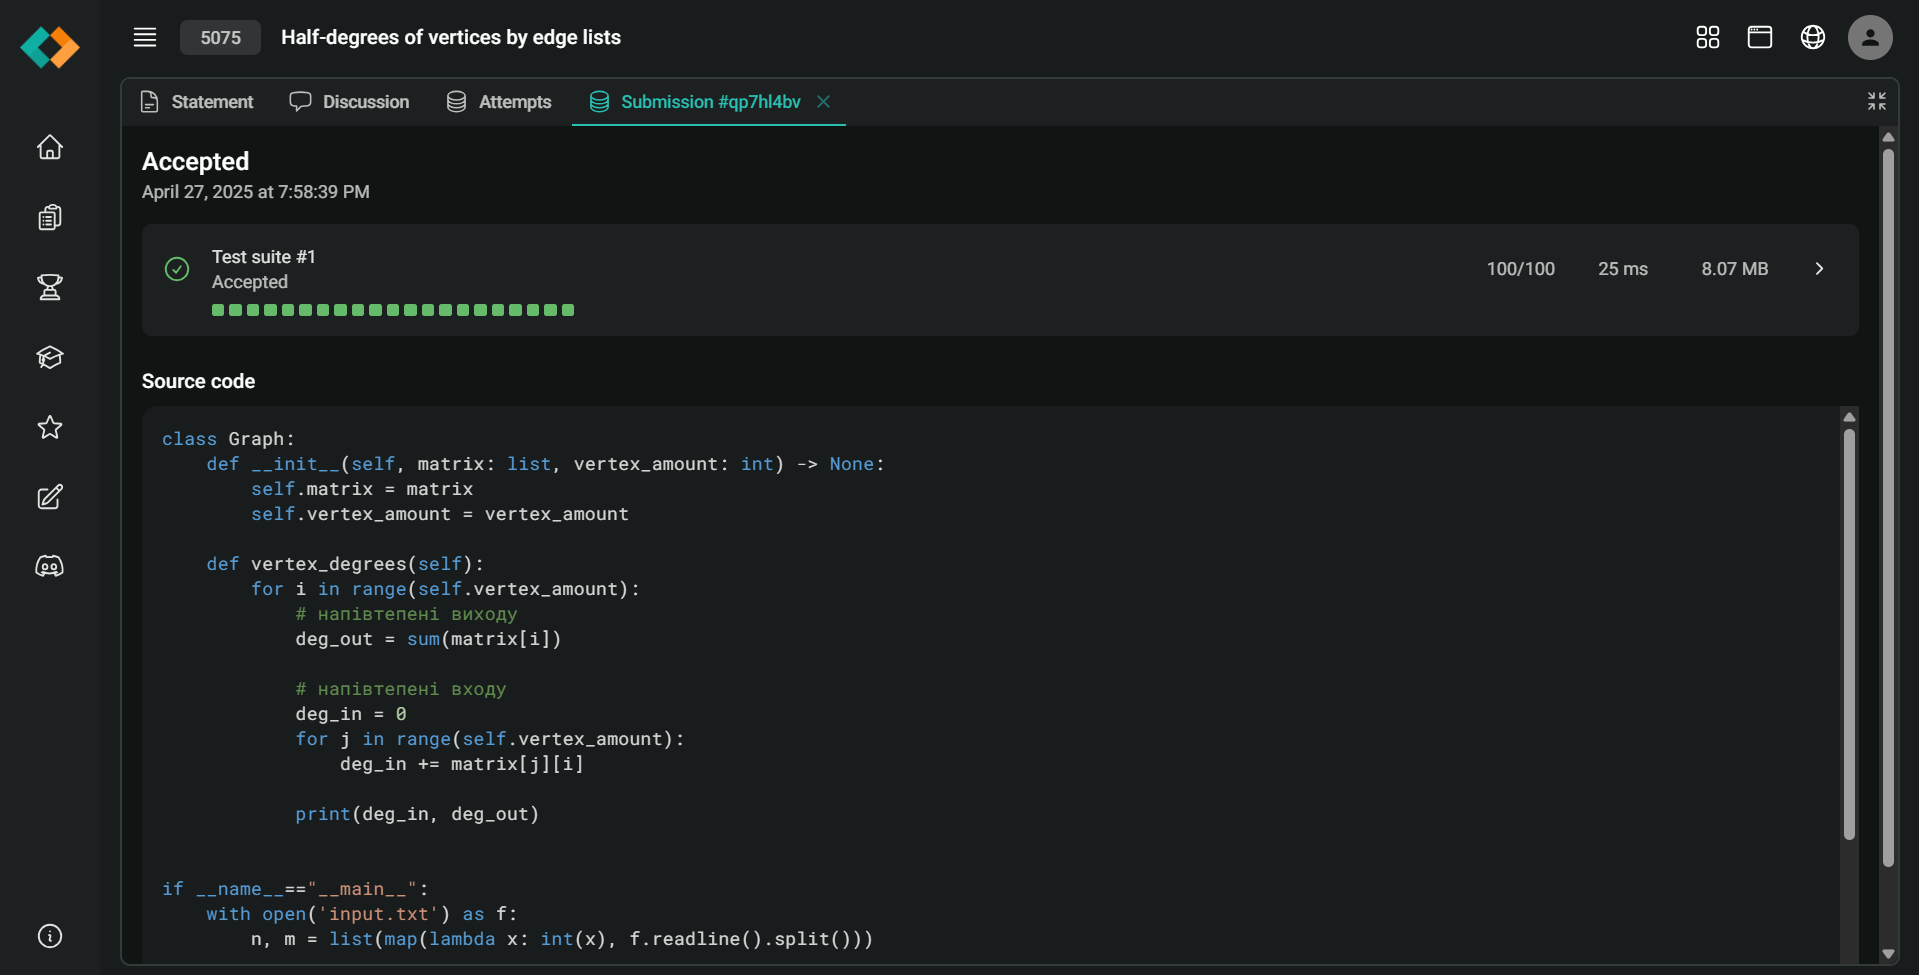 5075 Half-degrees of vertices by edge lists
Statement Discussion Attempts Submission #qp7hl4bv
Accepted
April 27, 2025 at 7:58:39 PM
Test suite #1
Accepted
100/100 25 ms 8.07 MB
Source code
class Graph:
    def __init__(self, matrix: list, vertex_amount: int) -> None:
        self.matrix = matrix
        self.vertex_amount = vertex_amount
    def vertex_degrees(self):
        for i in range(self.vertex_amount):
            # напівтепені виходу
            deg_out = sum(matrix[i])
            # напівтепені входу
            deg_in = 0
            for j in range(self.vertex_amount):
                deg_in += matrix[j][i]
            print(deg_in, deg_out)
if __name__=="__main__":
    with open('input.txt') as f:
        n, m = list(map(lambda x: int(x), f.readline().split()))